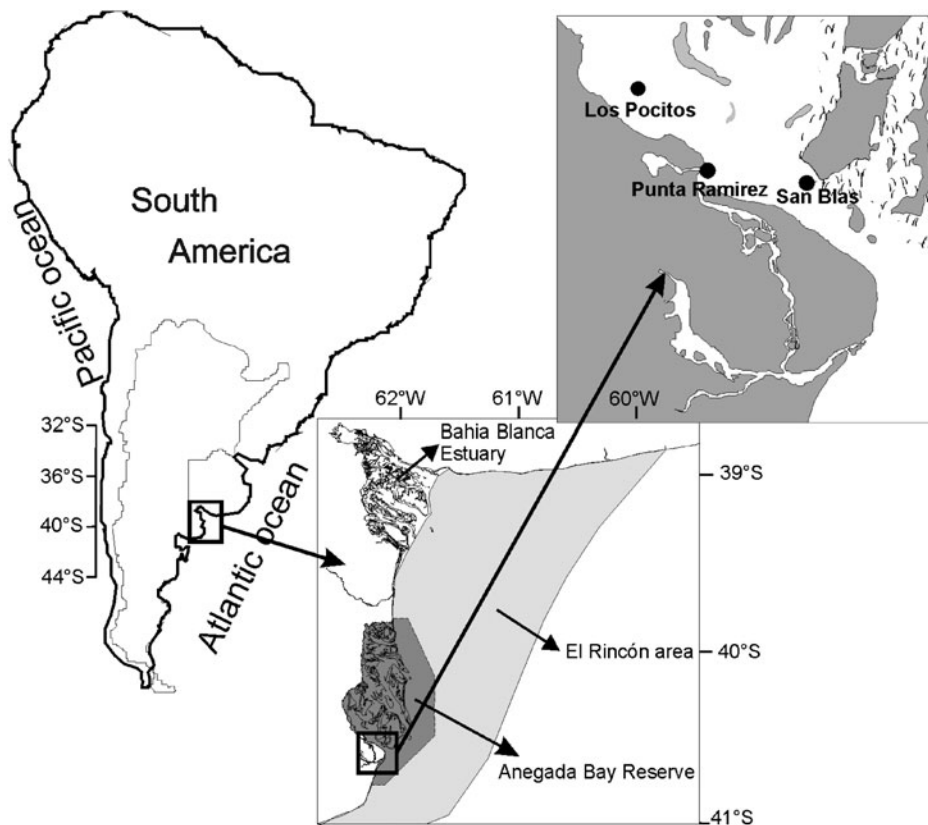 South
America
Pacific ocean
Atlantic ocean
32°S
36°S
40°S
44°S
Los Pocitos
Punta Ramirez
San Blas
62°W
61°W
60°W
Bahia Blanca
Estuary
39°S
El Rincón area
40°S
Anegada Bay Reserve
41°S